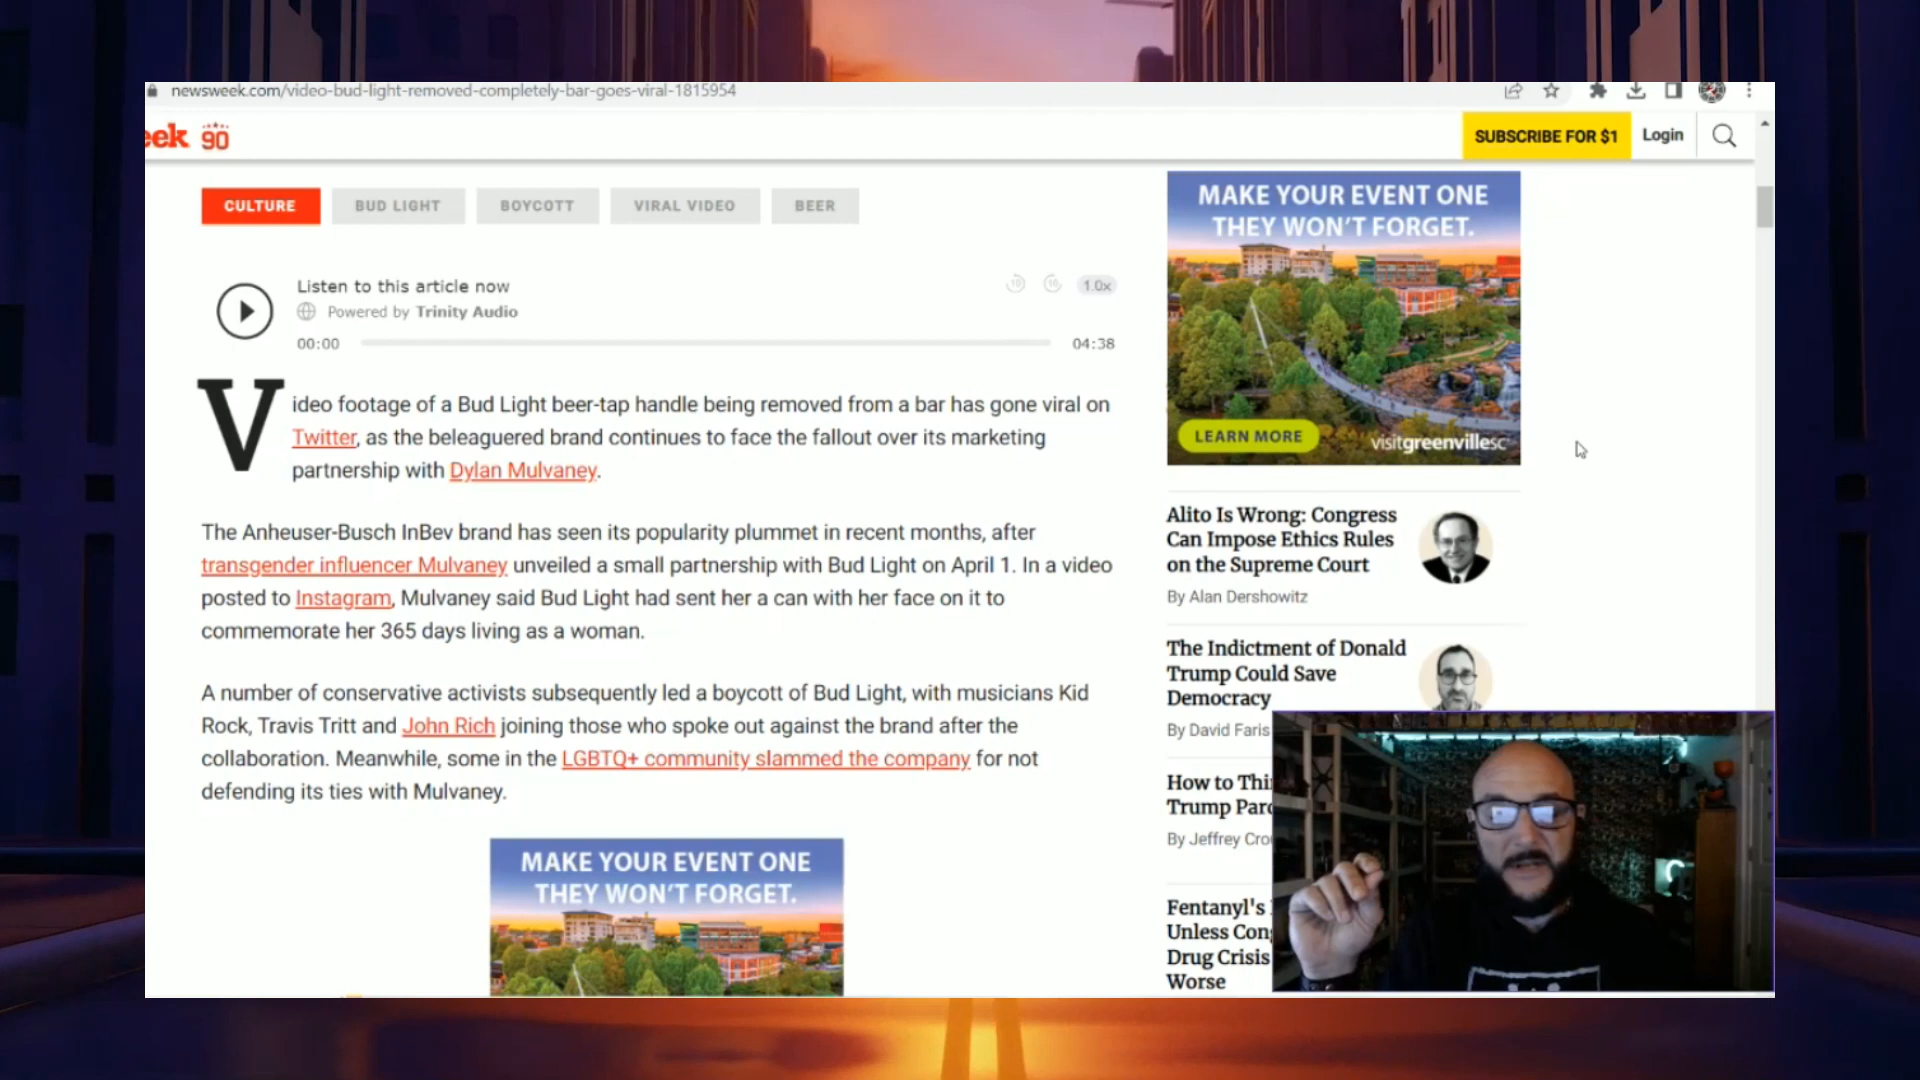 newsweek.com/video-bud-light-removed-completely-bar-goes-viral-1815954
eek 90
SUBSCRIBE FOR $1
Login
CULTURE
BUD LIGHT
BOYCOTT
VIRAL VIDEO
BEER
Listen to this article now
Powered by Trinity Audio
10
10
1.0x
00:00
04:38
Video footage of a Bud Light beer-tap handle being removed from a bar has gone viral on
Twitter, as the beleaguered brand continues to face the fallout over its marketing
partnership with Dylan Mulvaney.
The Anheuser-Busch InBev brand has seen its popularity plummet in recent months, after
transgender influencer Mulvaney unveiled a small partnership with Bud Light on April 1. In a video
posted to Instagram, Mulvaney said Bud Light had sent her a can with her face on it to
commemorate her 365 days living as a woman.
A number of conservative activists subsequently led a boycott of Bud Light, with musicians Kid
Rock, Travis Tritt and John Rich joining those who spoke out against the brand after the
collaboration. Meanwhile, some in the LGBTQ+ community slammed the company for not
defending its ties with Mulvaney.
MAKE YOUR EVENT ONE
THEY WON'T FORGET.
MAKE YOUR EVENT ONE
THEY WON'T FORGET.
LEARN MORE
visitgreenvillesc
Alito Is Wrong: Congress
Can Impose Ethics Rules
on the Supreme Court
By Alan Dershowitz
The Indictment of Donald
Trump Could Save
Democracy
By David Faris
How to Thi
Trump Parc
By Jeffrey Cro
Fentanyl's
Unless Con
Drug Crisis
Worse